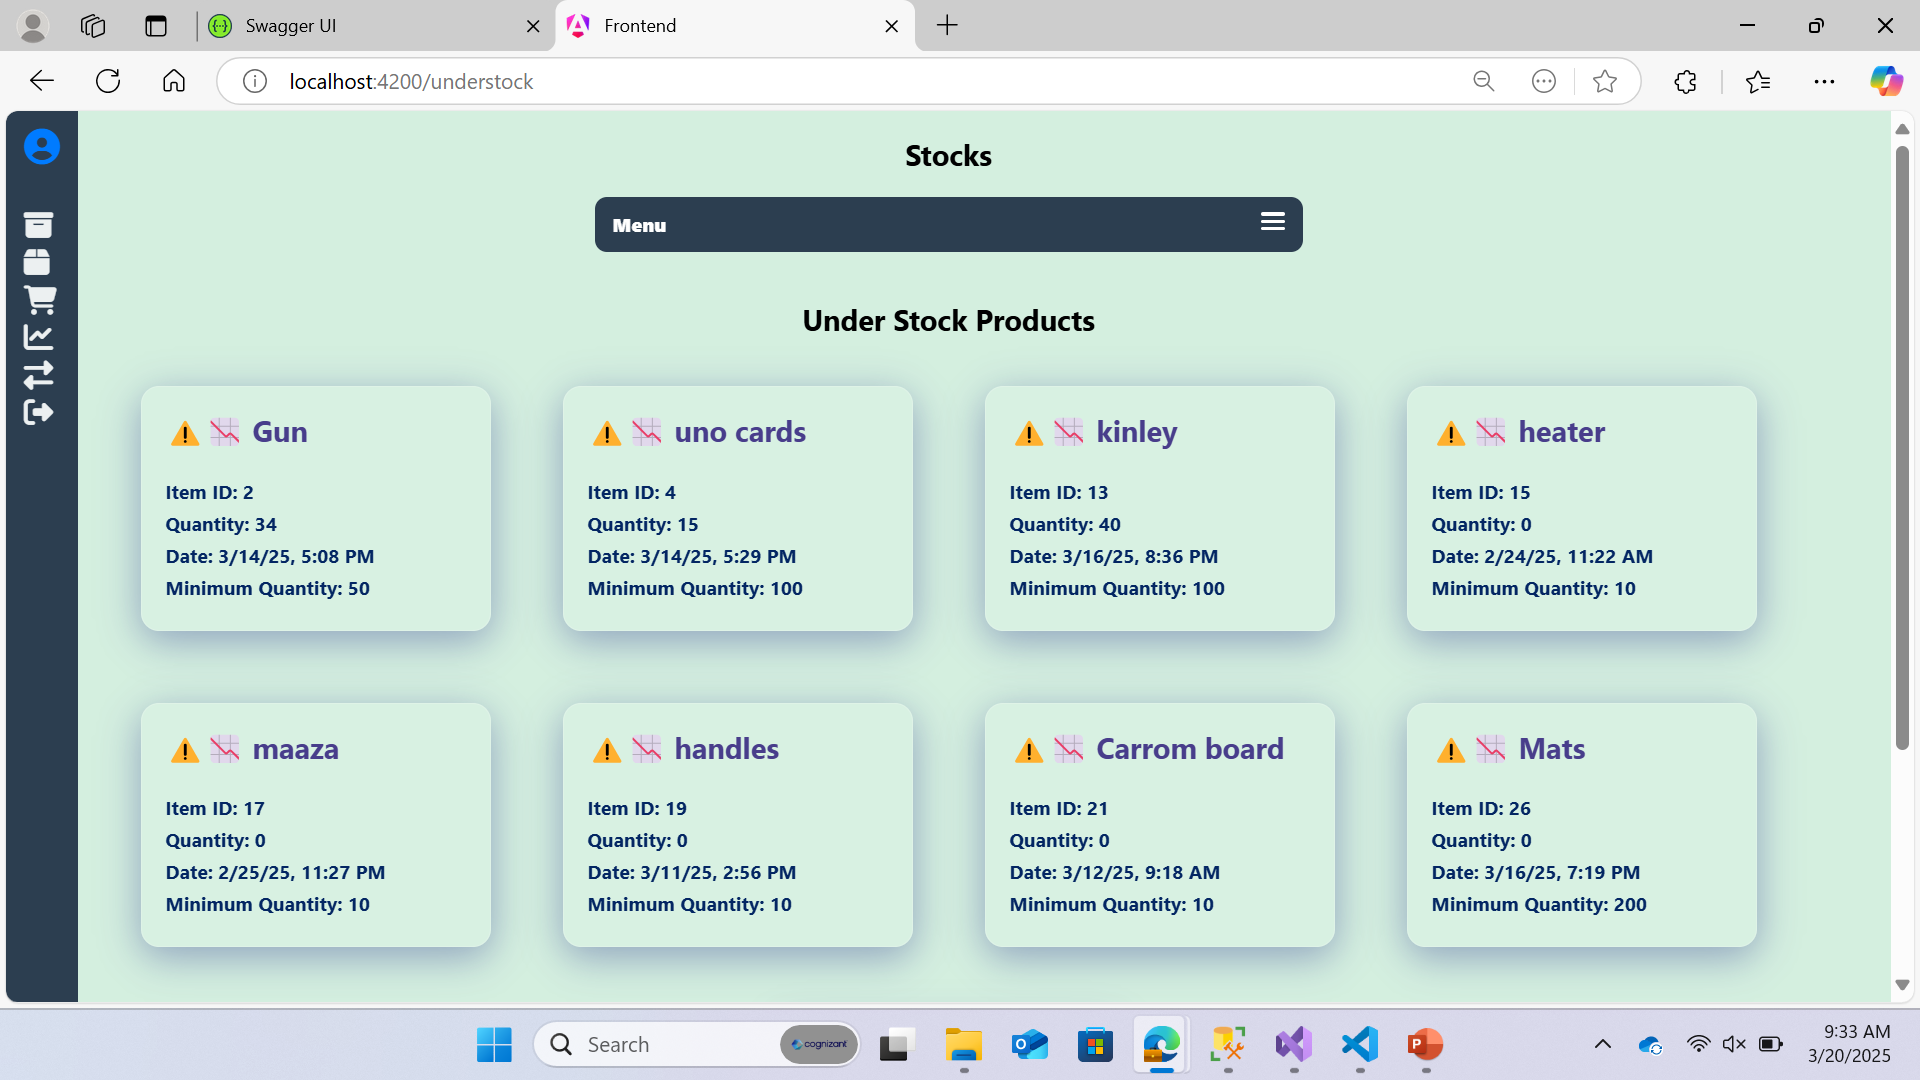 Swagger UI
Frontend
localhost:4200/understock
Stocks
Menu
Under Stock Products
Gun
Item ID: 2
Quantity: 34
Date: 3/14/25, 5:08 PM
Minimum Quantity: 50
uno cards
Item ID: 4
Quantity: 15
Date: 3/14/25, 5:29 PM
Minimum Quantity: 100
kinley
Item ID: 13
Quantity: 40
Date: 3/16/25, 8:36 PM
Minimum Quantity: 100
heater
Item ID: 15
Quantity: 0
Date: 2/24/25, 11:22 AM
Minimum Quantity: 10
maaza
Item ID: 17
Quantity: 0
Date: 2/25/25, 11:27 PM
Minimum Quantity: 10
handles
Item ID: 19
Quantity: 0
Date: 3/11/25, 2:56 PM
Minimum Quantity: 10
Carrom board
Item ID: 21
Quantity: 0
Date: 3/12/25, 9:18 AM
Minimum Quantity: 10
Mats
Item ID: 26
Quantity: 0
Date: 3/16/25, 7:19 PM
Minimum Quantity: 200
Search
cognizant
9:33 AM
3/20/2025